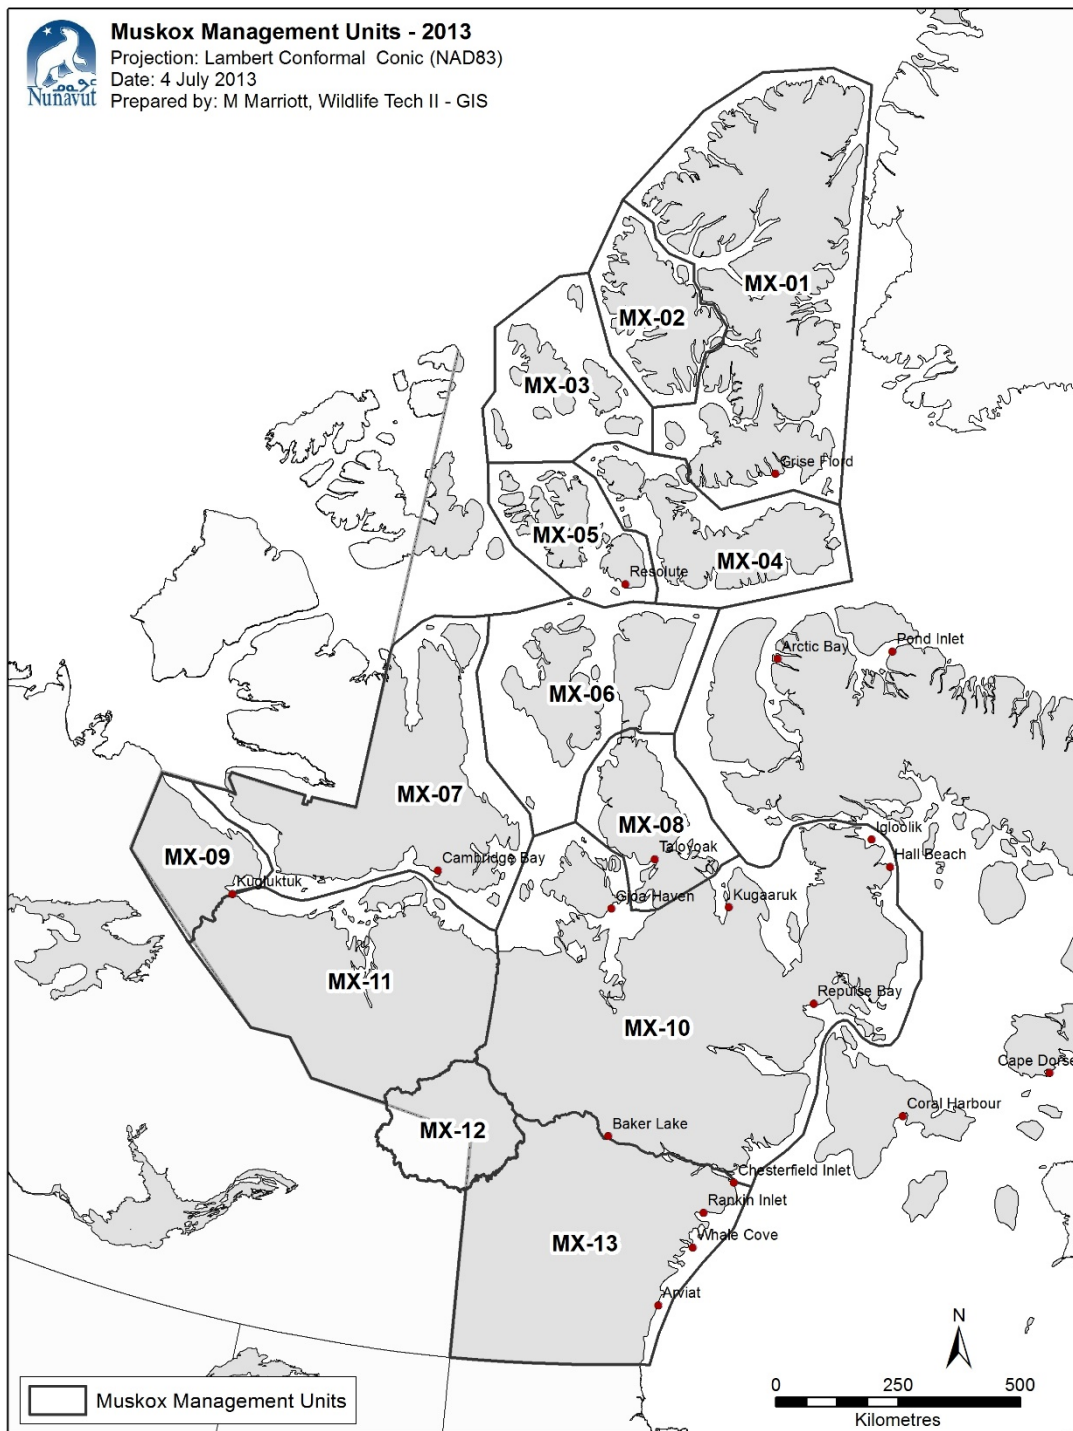 Muskox Management Units - 2013
Projection: Lambert Conformal Conic (NAD83)
Date: 4 July 2013
Prepared by: M Marriott, Wildlife Tech II - GIS
ᓄᓇᕗᑦ
Nunavut
MX-01
MX-02
MX-03
Grise Fiord
MX-05
MX-04
Resolute
Pond Inlet
Arctic Bay
MX-06
MX-07
MX-08
Igloolik
Taloyoak
MX-09
Cambridge Bay
Hall Beach
Kugluktuk
Gjoa Haven
Kugaaruk
MX-11
Repulse Bay
MX-10
Cape Dorse
Coral Harbour
MX-12
Baker Lake
Chesterfield Inlet
Rankin Inlet
MX-13
Whale Cove
Arviat
N
0 250 500
Kilometres
Muskox Management Units